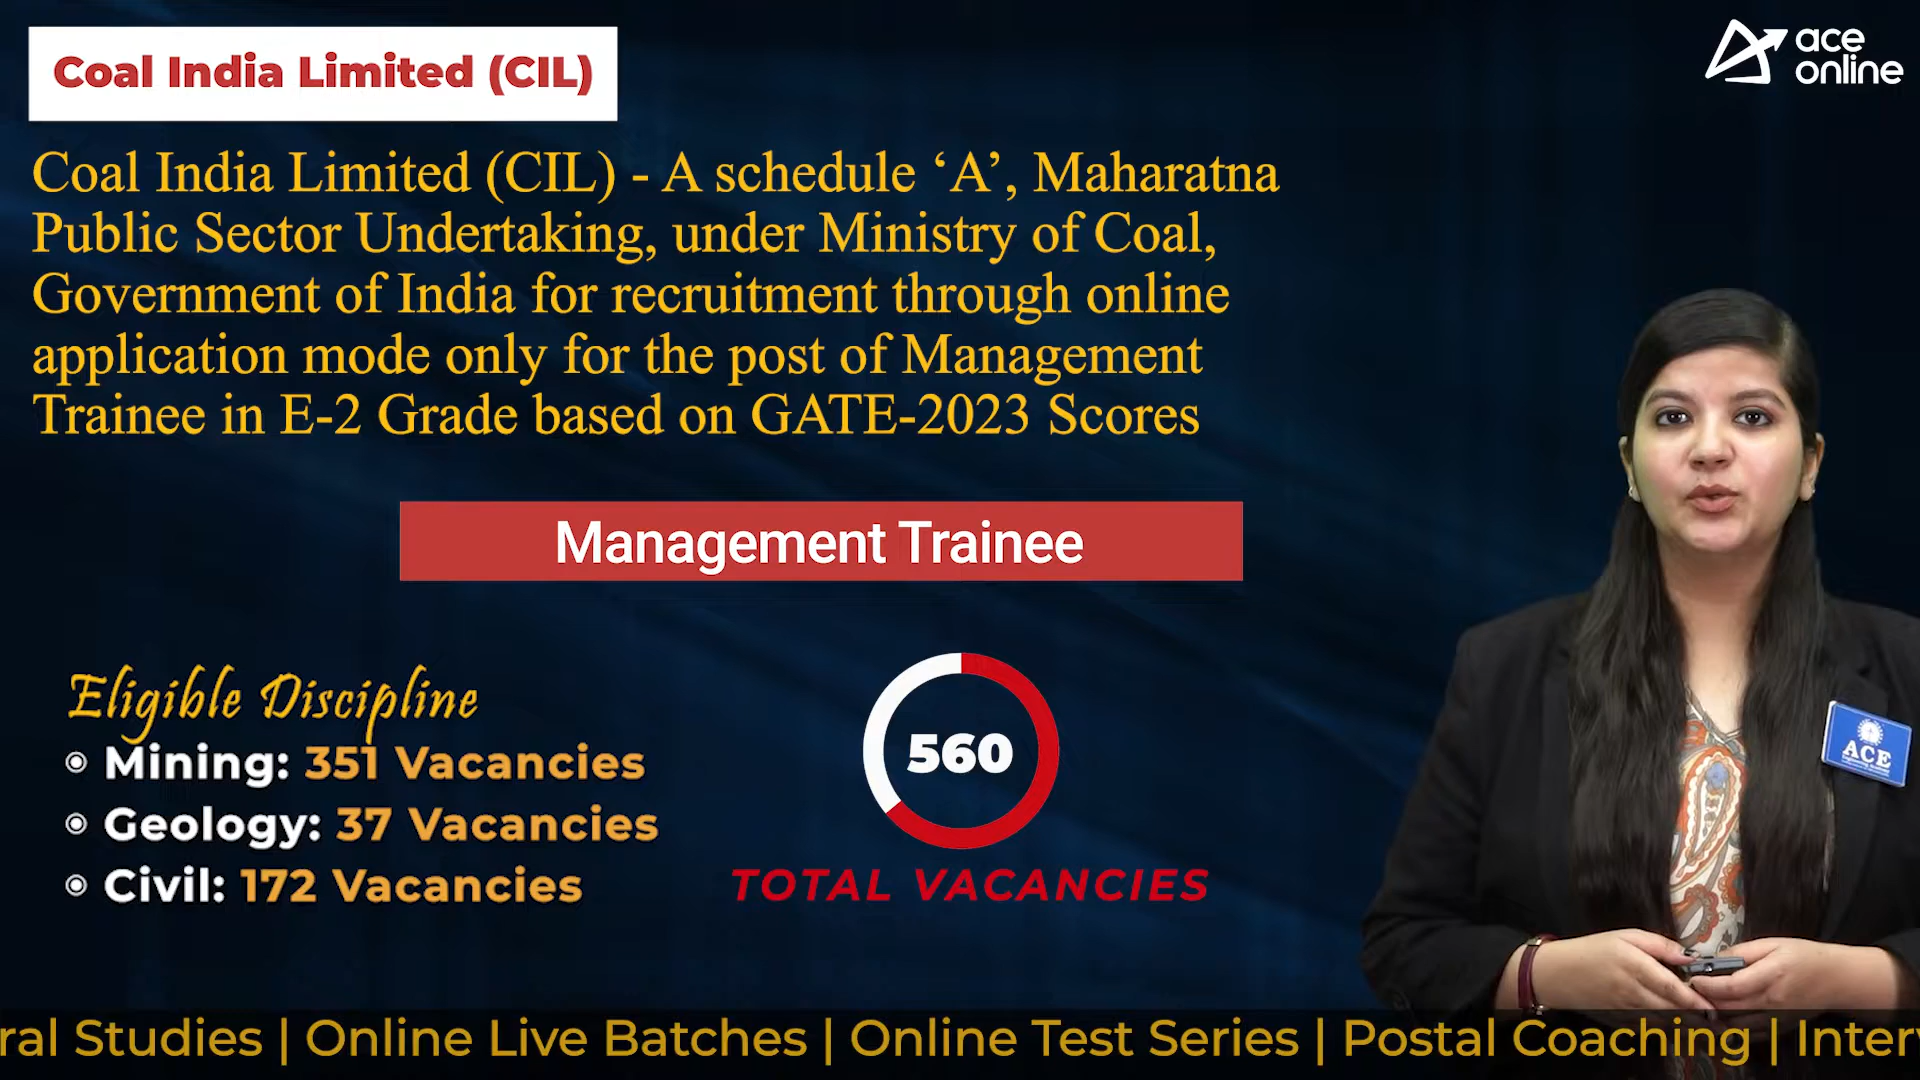 Coal India Limited (CIL)
ace
online
Coal India Limited (CIL) - A schedule ‘A’, Maharatna
Public Sector Undertaking, under Ministry of Coal,
Government of India for recruitment through online
application mode only for the post of Management
Trainee in E-2 Grade based on GATE-2023 Scores
Management Trainee
Eligible Discipline
Mining: 351 Vacancies
Geology: 37 Vacancies
Civil: 172 Vacancies
560
TOTAL VACANCIES
ACE
ral Studies | Online Live Batches | Online Test Series | Postal Coaching | Inter